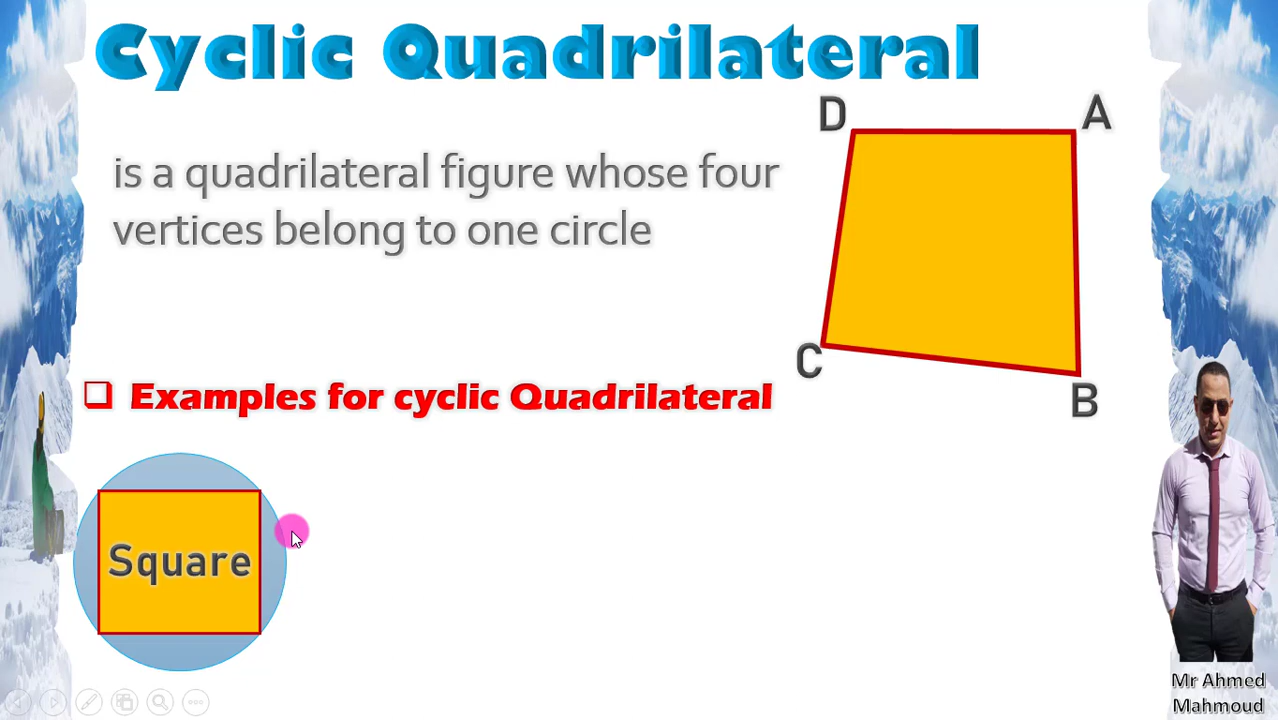 Cyclic Quadrilateral
D
A
is a quadrilateral figure whose four
vertices belong to one circle
C
B
Examples for cyclic Quadrilateral
Square
Mr Ahmed
Mahmoud